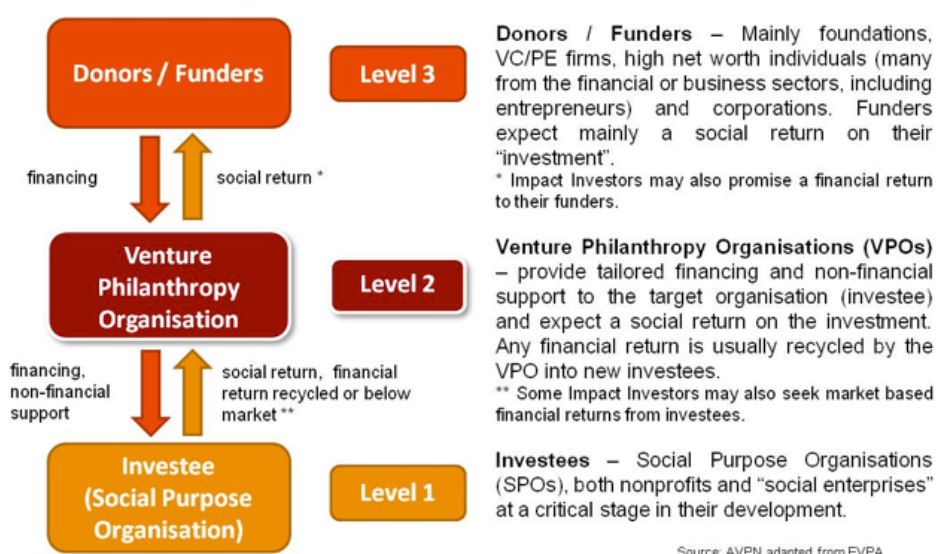 Donors / Funders
Level 3
financing
social return *
Venture
Philanthropy
Organisation
Level 2
financing,
non-financial
support
social return, financial
return recycled or below
market **
Investee
(Social Purpose
Organisation)
Level 1
Donors / Funders – Mainly foundations,
VC/PE firms, high net worth individuals (many
from the financial or business sectors, including
entrepreneurs) and corporations. Funders
expect mainly a social return on their
“investment”.
* Impact Investors may also promise a financial return
to their funders.
Venture Philanthropy Organisations (VPOs)
– provide tailored financing and non-financial
support to the target organisation (investee)
and expect a social return on the investment.
Any financial return is usually recycled by the
VPO into new investees.
** Some Impact Investors may also seek market based
financial returns from investees.
Investees – Social Purpose Organisations
(SPOs), both nonprofits and “social enterprises”
at a critical stage in their development.
Source: AVPN adapted from EVPA